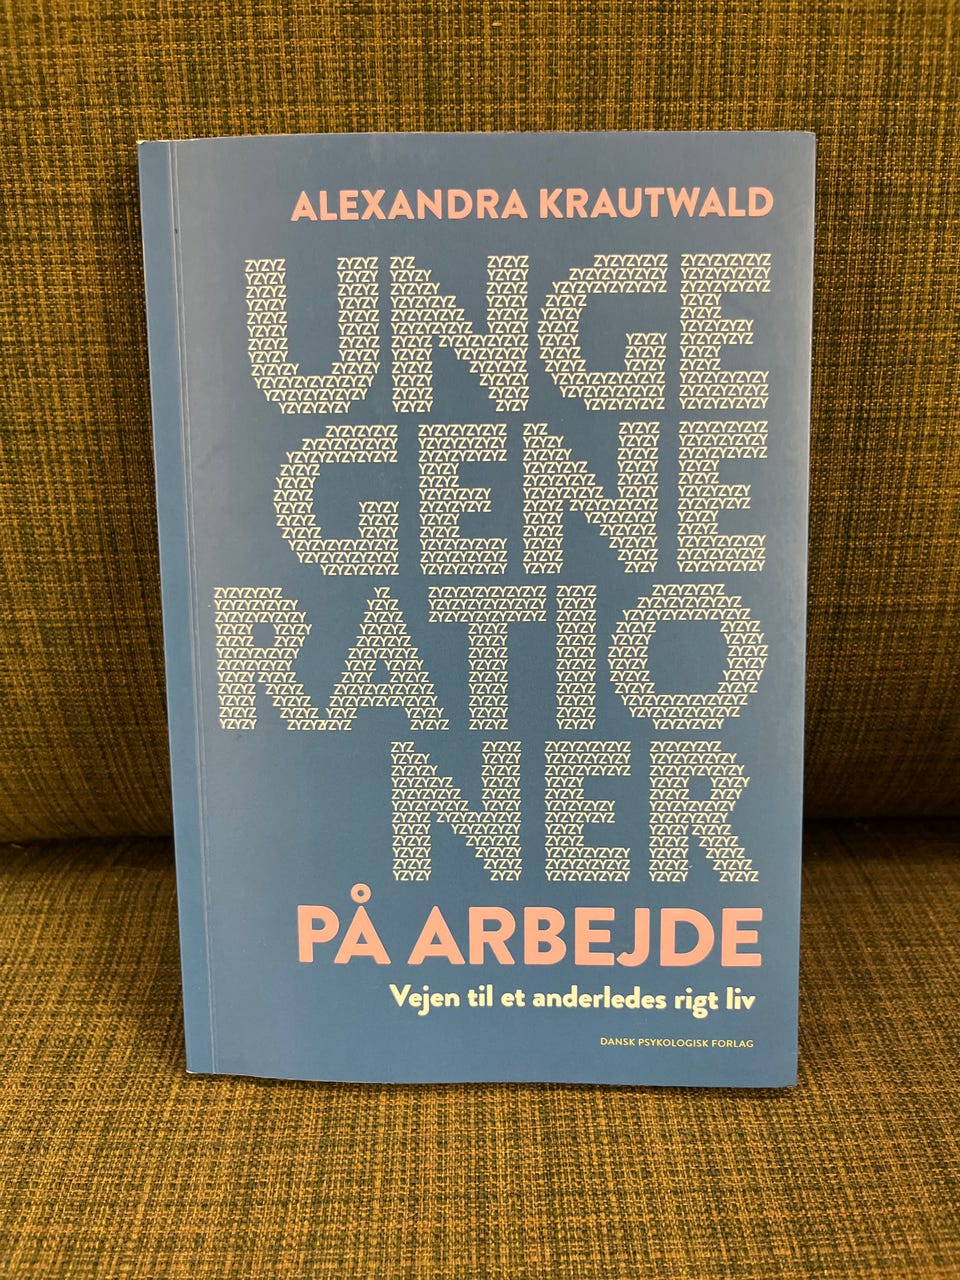 ALEXANDRA KRAUTWALD
UNGE
GENE
RATIO
NER
PÅ ARBEJDE
Vejen til et anderledes rigt liv
DANSK PSYKOLOGISK FORLAG